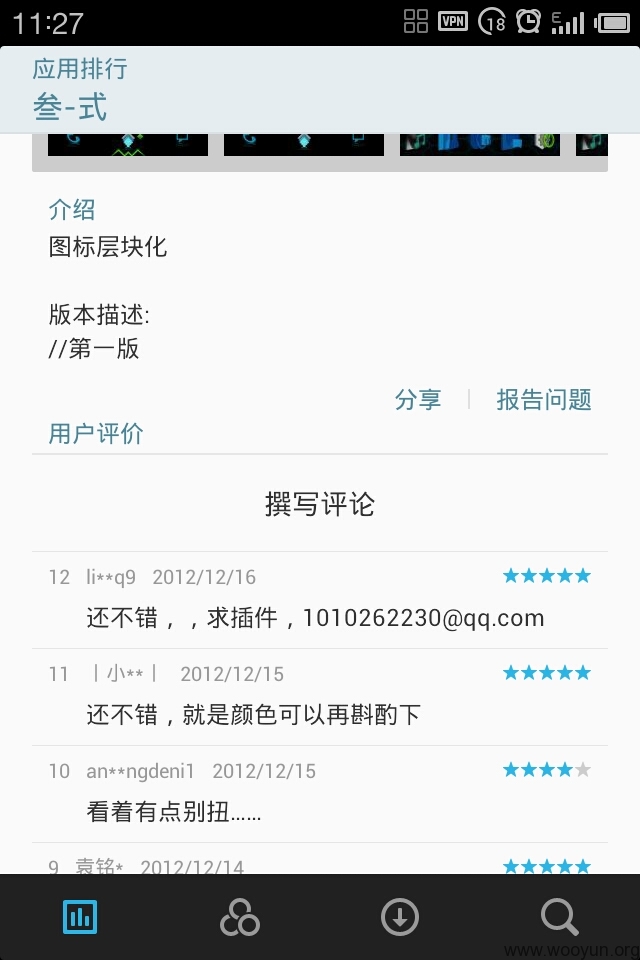 11:27
VPN
18
E
应用排行
叁-式
介绍
图标层块化
版本描述:
//第一版
分享
报告问题
用户评价
撰写评论
12 li**q9 2012/12/16
还不错，，求插件，1010262230@qq.com
11 丨小**丨 2012/12/15
还不错，就是颜色可以再斟酌下
10 an**ngdeni1 2012/12/15
看着有点别扭……
9 袁铭* 2012/12/14
www.wooyun.org